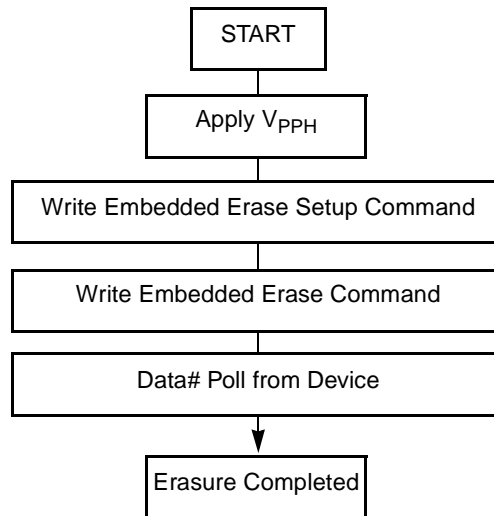 START
Apply VPPH
Write Embedded Erase Setup Command
Write Embedded Erase Command
Data# Poll from Device
Erasure Completed